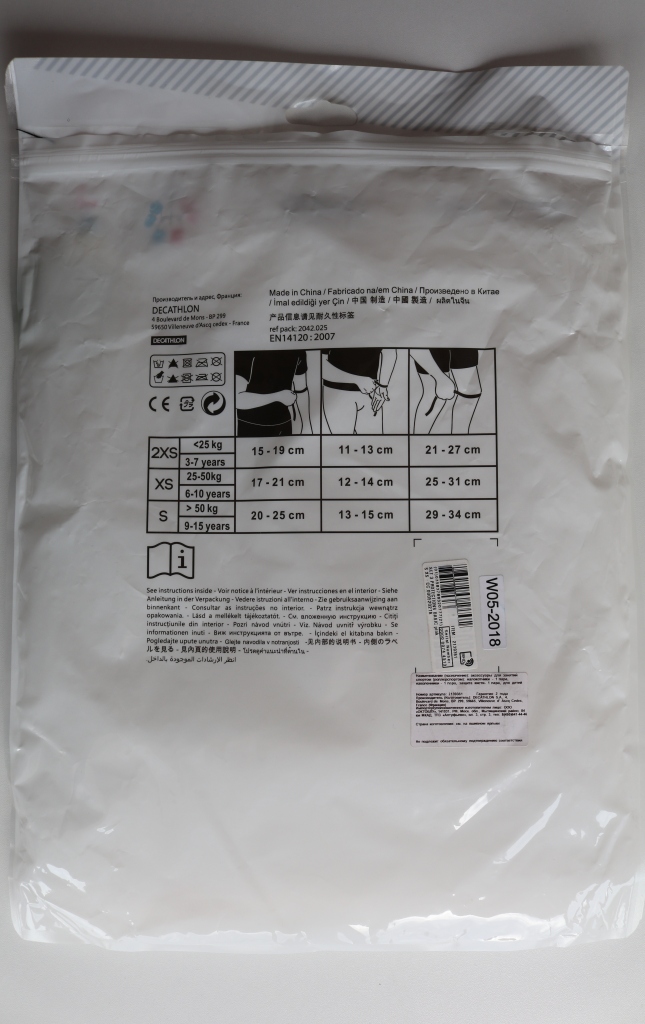 Производитель и адрес, Франция:
DECATHLON
4 Boulevard de Mons - BP 299
59650 Villeneuve d'Ascq cedex - France
DECATHLON
Made in China / Fabricado na/em China / Произведено в Китае
/ İmal edildiği yer Çin / 中国 制造 / 中國 製造 / ผลิตในจีน
产品信息请见耐久性标签
ref pack: 2042.025
EN14120 : 2007
CE
2XS <25 kg 3-7 years 15 - 19 cm 11 - 13 cm 21 - 27 cm
XS 25-50kg 6-10 years 17 - 21 cm 12 - 14 cm 25 - 31 cm
S > 50 kg 9-15 years 20 - 25 cm 13 - 15 cm 29 - 34 cm
i
See instructions inside - Voir notice à l'intérieur - Ver instrucciones en el interior - Siehe
Anleitung in der Verpackung - Vedere istruzioni all'interno - Zie gebruiksaanwijzing aan
binnenkant - Consultar as instruções no interior. - Patrz instrukcja wewnątrz
opakowania. - Lásd a mellékelt tájékoztatót. - См. вложенную инструкцию - Citiți
instrucțiunile din interior - Pozri návod vnútri - Viz. Návod uvnitř výrobku - Se
informationen inuti - Виж инструкцията от вътре. - İçindeki el kitabına bakın -
Pogledajte upute unutra - Glejte navodila v notranjosti -见内部的说明书 - 内側のラベ
ルを見る - 見內頁的使用說明 - โปรดดูคำแนะนำที่ด้านใน -
انظر الإرشادات الموجودة بالداخل.
W05-2018